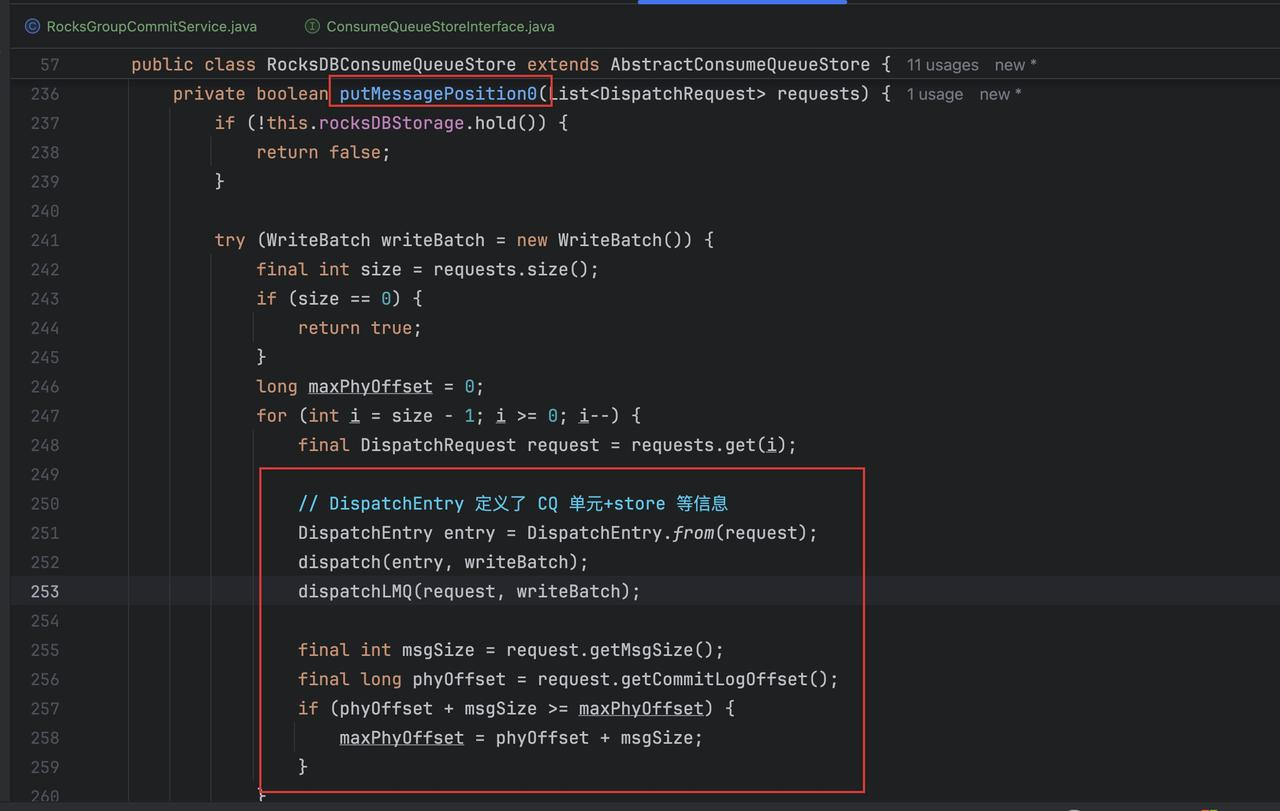 RocksGroupCommitService.java ConsumeQueueStoreInterface.java
57 public class RocksDBConsumeQueueStore extends AbstractConsumeQueueStore { 11 usages new *
236 private boolean putMessagePosition0(List<DispatchRequest> requests) { 1 usage new *
237 if (!this.rocksDBStorage.hold()) {
238 return false;
239 }
240
241 try (WriteBatch writeBatch = new WriteBatch()) {
242 final int size = requests.size();
243 if (size == 0) {
244 return true;
245 }
246 long maxPhyOffset = 0;
247 for (int i = size - 1; i >= 0; i--) {
248 final DispatchRequest request = requests.get(i);
249
250 // DispatchEntry 定义了 CQ 单元+store 等信息
251 DispatchEntry entry = DispatchEntry.from(request);
252 dispatch(entry, writeBatch);
253 dispatchLMQ(request, writeBatch);
254
255 final int msgSize = request.getMsgSize();
256 final long phyOffset = request.getCommitLogOffset();
257 if (phyOffset + msgSize >= maxPhyOffset) {
258 maxPhyOffset = phyOffset + msgSize;
259 }
260 }